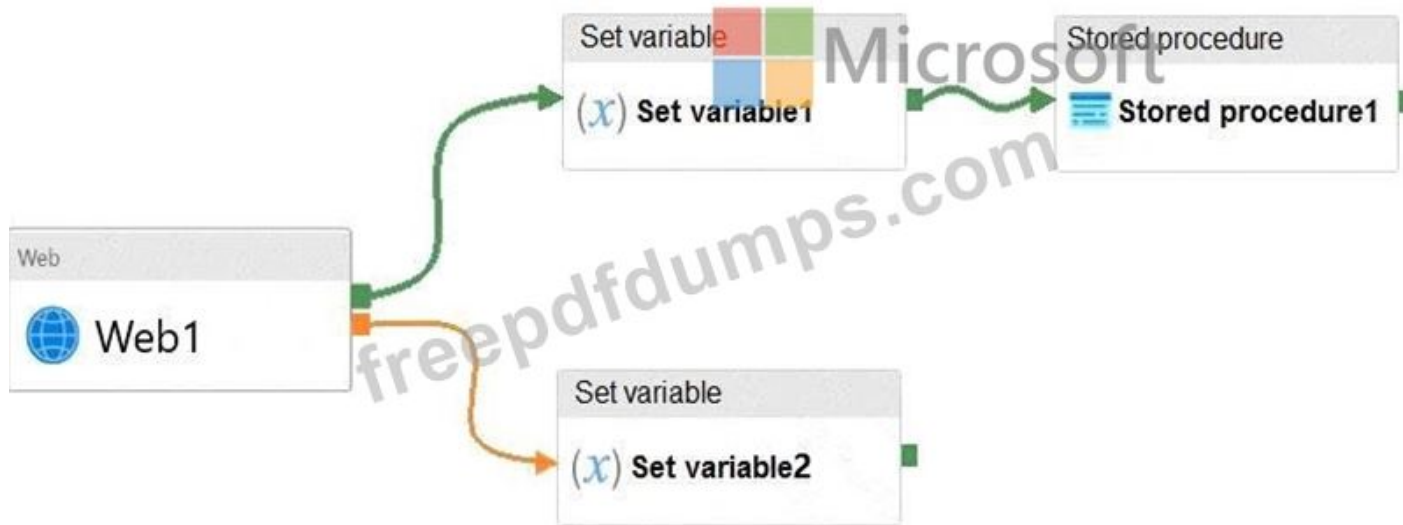 Set variable
Microsoft
Stored procedure
(x) Set variable1
Stored procedure1
freepdfdumps.com
Web
Web1
Set variable
(x) Set variable2